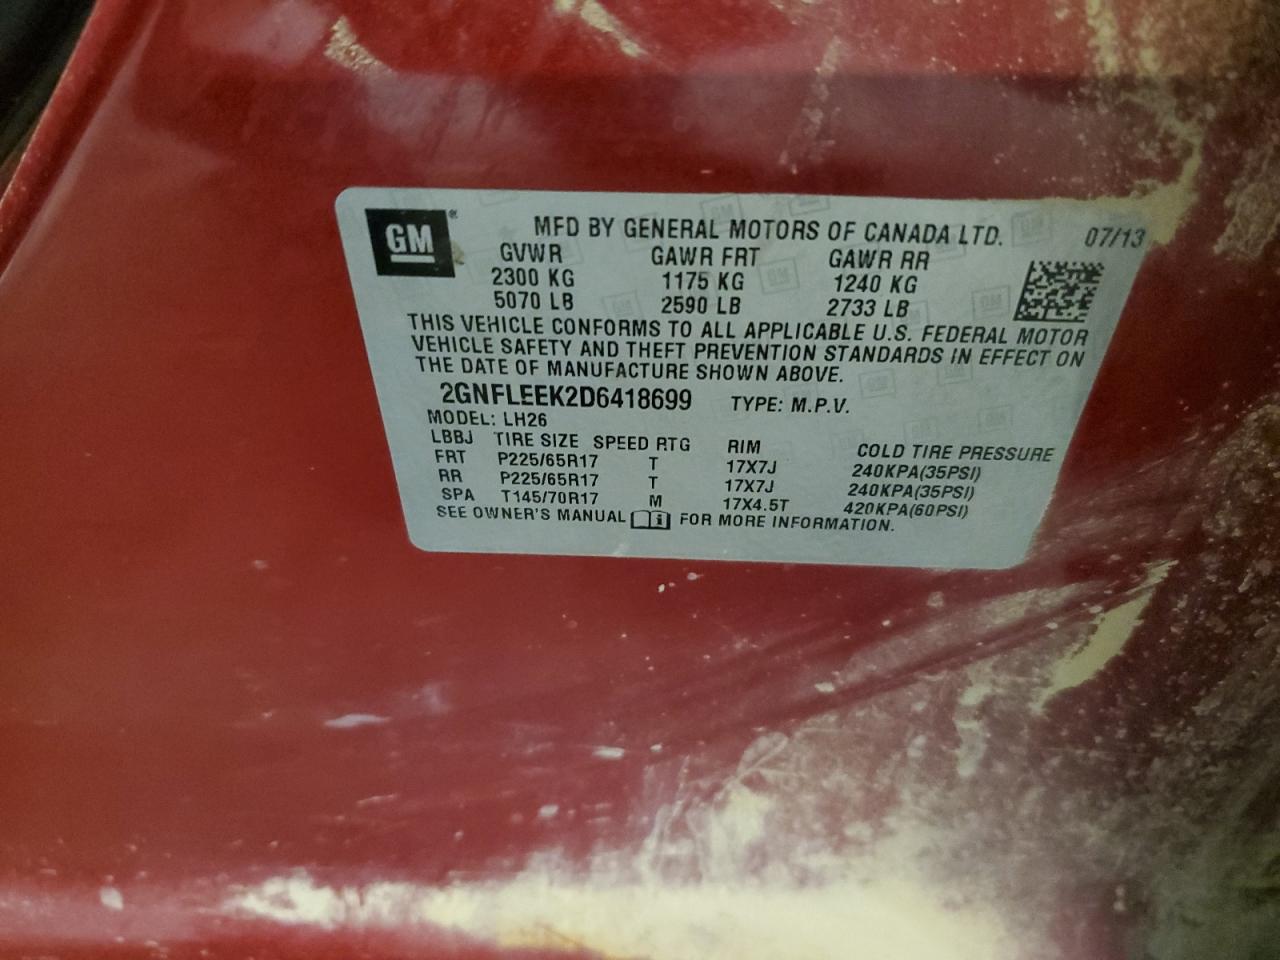 GM®
MFD BY GENERAL MOTORS OF CANADA LTD. 07/13
GVWR GAWR FRT GAWR RR
2300 KG 1175 KG 1240 KG
5070 LB 2590 LB 2733 LB
THIS VEHICLE CONFORMS TO ALL APPLICABLE U.S. FEDERAL MOTOR
VEHICLE SAFETY AND THEFT PREVENTION STANDARDS IN EFFECT ON
THE DATE OF MANUFACTURE SHOWN ABOVE.
2GNFLEEK2D6418699 TYPE: M.P.V.
MODEL: LH26
LBBJ TIRE SIZE SPEED RTG RIM COLD TIRE PRESSURE
FRT P225/65R17 T 17X7J 240KPA(35PSI)
RR P225/65R17 T 17X7J 240KPA(35PSI)
SPA T145/70R17 M 17X4.5T 420KPA(60PSI)
SEE OWNER'S MANUAL i FOR MORE INFORMATION.